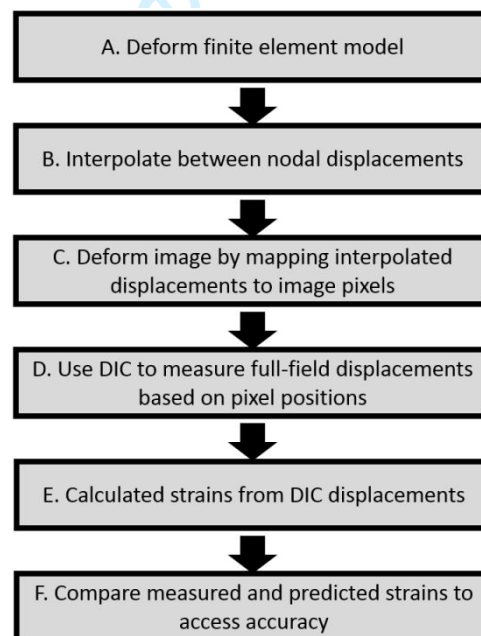 A. Deform finite element model
B. Interpolate between nodal displacements
C. Deform image by mapping interpolated
displacements to image pixels
D. Use DIC to measure full-field displacements
based on pixel positions
E. Calculated strains from DIC displacements
F. Compare measured and predicted strains to
access accuracy